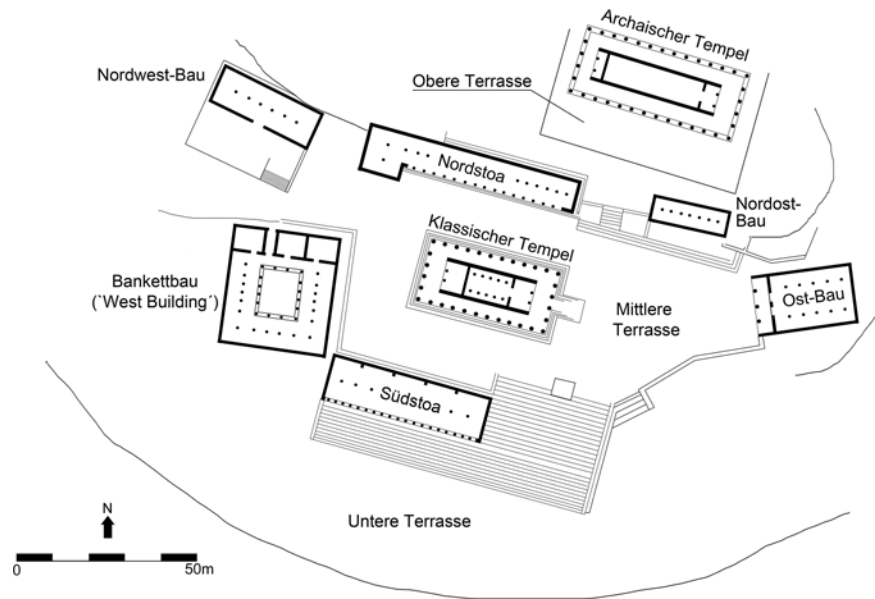 Archaischer Tempel
Nordwest-Bau
Obere Terrasse
Nordstoa
Nordost-
Bau
Klassischer Tempel
Bankettbau
(`West Building´)
Mittlere
Terrasse
Ost-Bau
Südstoa
Untere Terrasse
N
0
50m